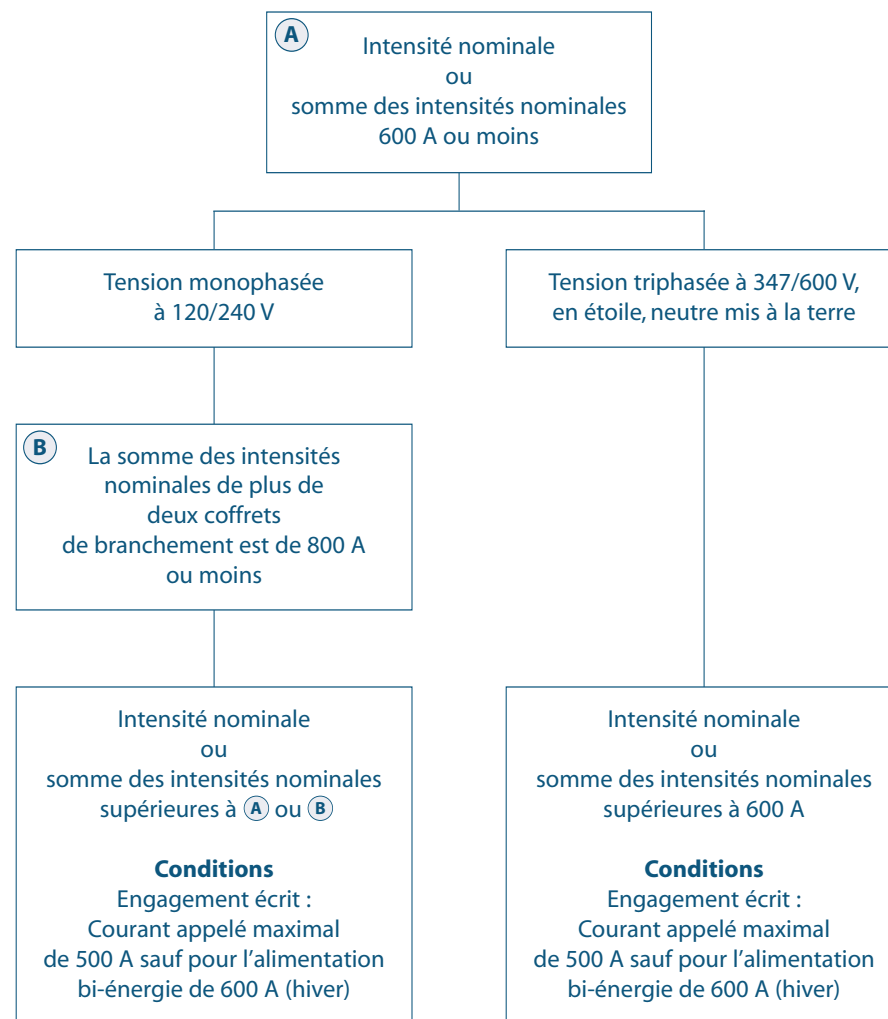 A
Intensité nominale
ou
somme des intensités nominales
600 A ou moins
Tension monophasée
à 120/240 V
Tension triphasée à 347/600 V,
en étoile, neutre mis à la terre
B
La somme des intensités
nominales de plus de
deux coffrets
de branchement est de 800 A
ou moins
Intensité nominale
ou
somme des intensités nominales
supérieures à A ou B
Conditions
Engagement écrit :
Courant appelé maximal
de 500 A sauf pour l’alimentation
bi-énergie de 600 A (hiver)
Intensité nominale
ou
somme des intensités nominales
supérieures à 600 A
Conditions
Engagement écrit :
Courant appelé maximal
de 500 A sauf pour l’alimentation
bi-énergie de 600 A (hiver)